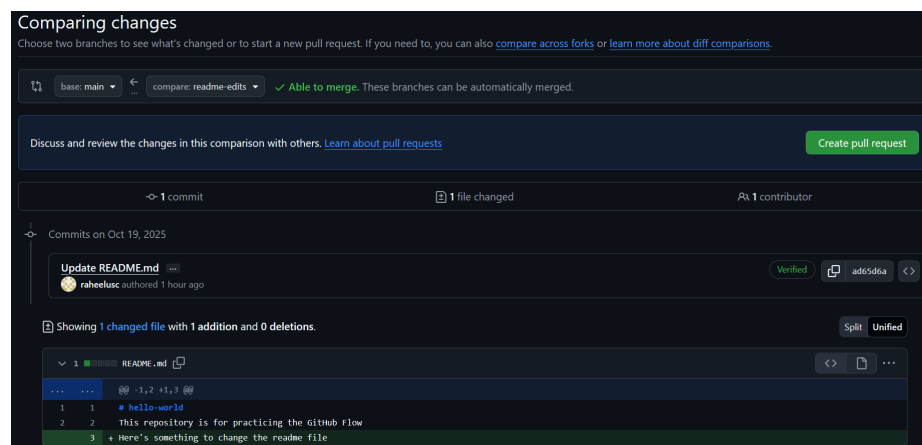 Comparing changes
Choose two branches to see what's changed or to start a new pull request. If you need to, you can also compare across forks or learn more about diff comparisons.
base: main ← ... compare: readme-edits ✓ Able to merge. These branches can be automatically merged.
Discuss and review the changes in this comparison with others. Learn about pull requests Create pull request
1 commit 1 file changed 1 contributor
Commits on Oct 19, 2025
Update README.md ...
Verified ad65d6a <>
raheelusc authored 1 hour ago
Showing 1 changed file with 1 addition and 0 deletions. Split Unified
1 README.md <> ...
... ... @@ -1,2 +1,3 @@
1 1 # hello-world
2 2 This repository is for practicing the GitHub Flow
3 + Here's something to change the readme file